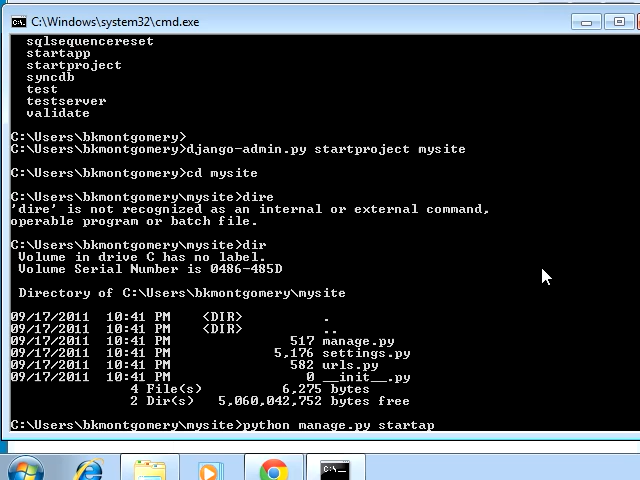 C:\Windows\system32\cmd.exe
sqlsequencereset
startapp
startproject
syncdb
test
testserver
validate
C:\Users\bkmontgomery>
C:\Users\bkmontgomery>django-admin.py startproject mysite
C:\Users\bkmontgomery>cd mysite
C:\Users\bkmontgomery\mysite>dire
'dire' is not recognized as an internal or external command,
operable program or batch file.
C:\Users\bkmontgomery\mysite>dir
Volume in drive C has no label.
Volume Serial Number is 0486-485D
Directory of C:\Users\bkmontgomery\mysite
09/17/2011  10:41 PM    <DIR>          .
09/17/2011  10:41 PM    <DIR>          ..
09/17/2011  10:41 PM               517 manage.py
09/17/2011  10:41 PM             5,176 settings.py
09/17/2011  10:41 PM               582 urls.py
09/17/2011  10:41 PM                 0 __init__.py
4 File(s)          6,275 bytes
2 Dir(s)   5,060,042,752 bytes free
C:\Users\bkmontgomery\mysite>python manage.py startap
C:\